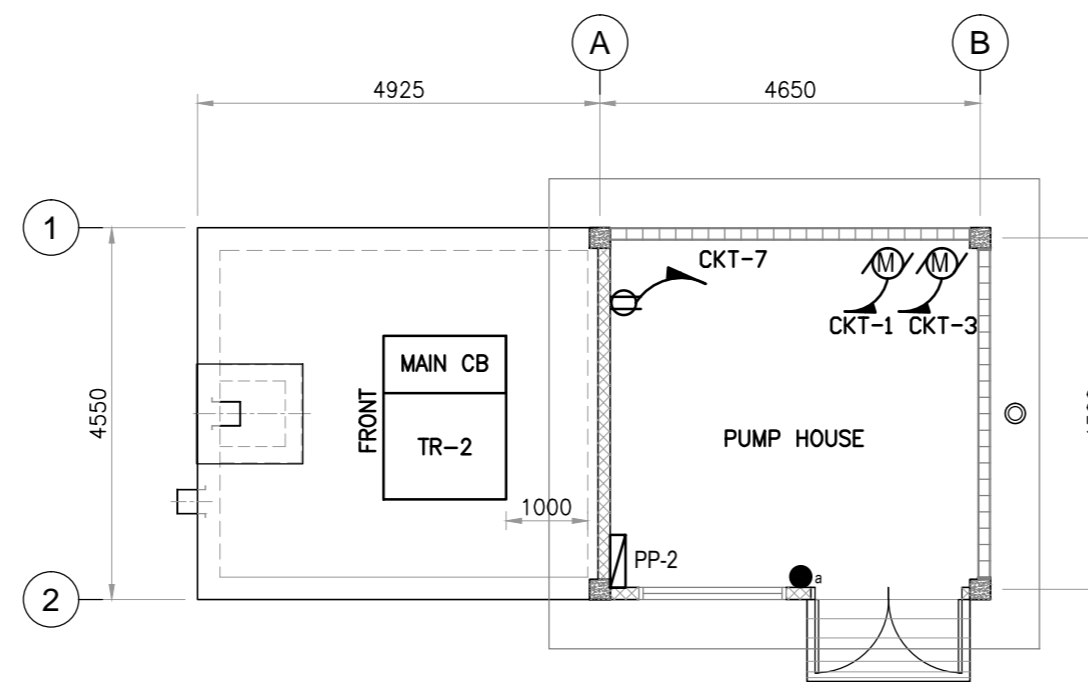 A
B
4925
4650
1
CKT-7
M
M
CKT-1
CKT-3
MAIN CB
FRONT
TR-2
4550
PUMP HOUSE
1000
PP-2
a
2